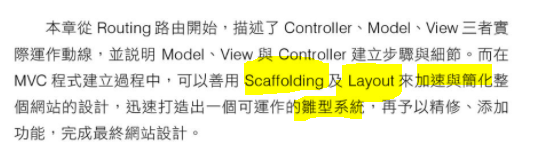 本章從 Routing 路由開始，描述了 Controller、Model、View 三者實
際運作動線，並說明 Model、View 與 Controller 建立步驟與細節。而在
MVC 程式建立過程中，可以善用 Scaffolding 及 Layout 來加速與簡化整
個網站的設計，迅速打造出一個可運作的雛型系統，再予以精修、添加
功能，完成最終網站設計。